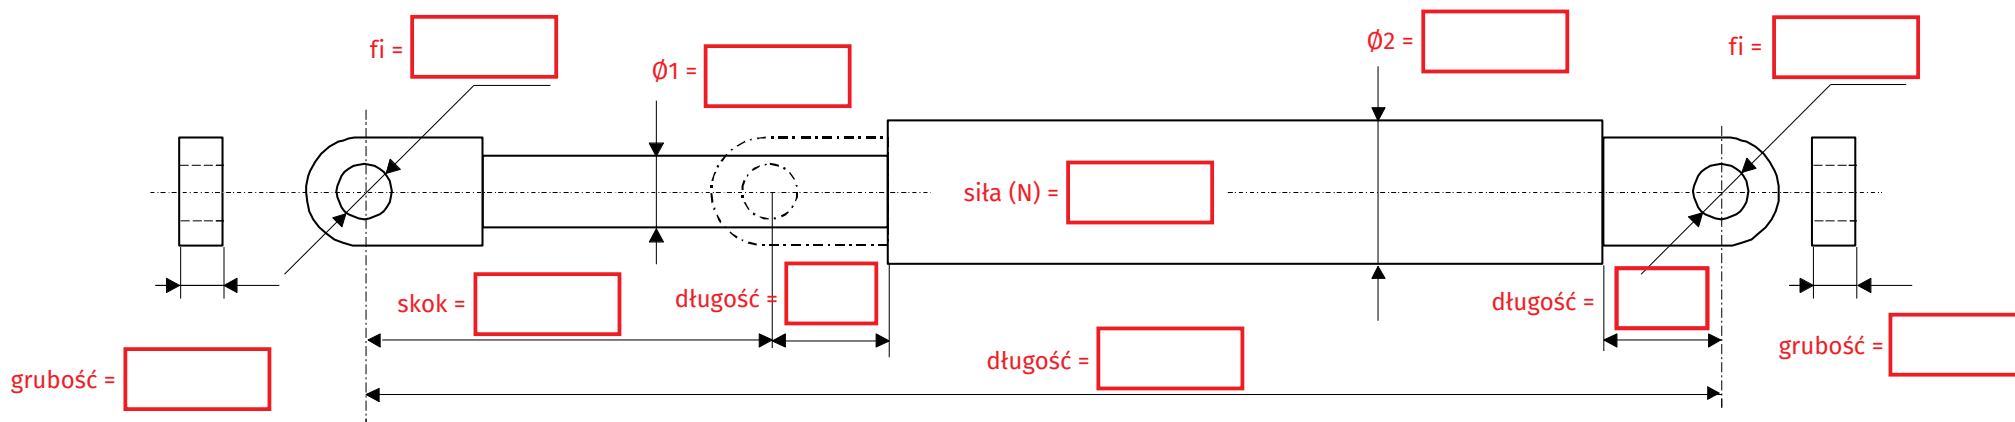 fi =
Ø1 =
Ø2 =
fi =
siła (N) =
skok =
długość =
długość =
długość =
grubość =
grubość =